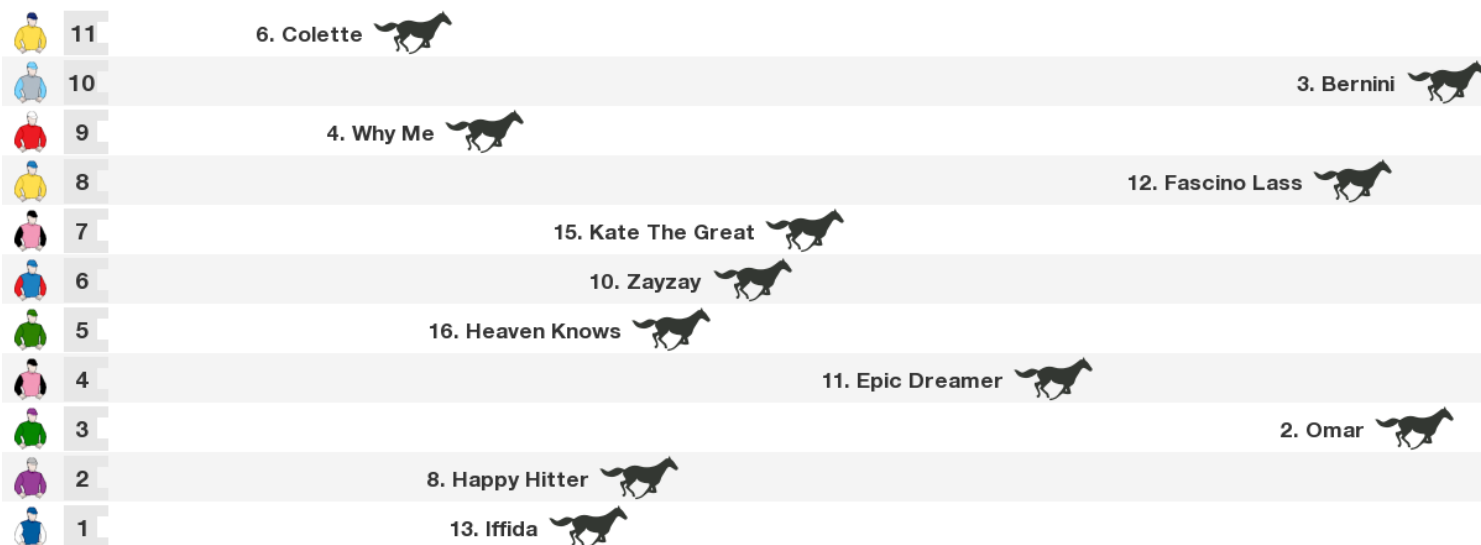 11 6. Colette
10 3. Bernini
9 4. Why Me
8 12. Fascino Lass
7 15. Kate The Great
6 10. Zayzay
5 16. Heaven Knows
4 11. Epic Dreamer
3 2. Omar
2 8. Happy Hitter
1 13. Iffida